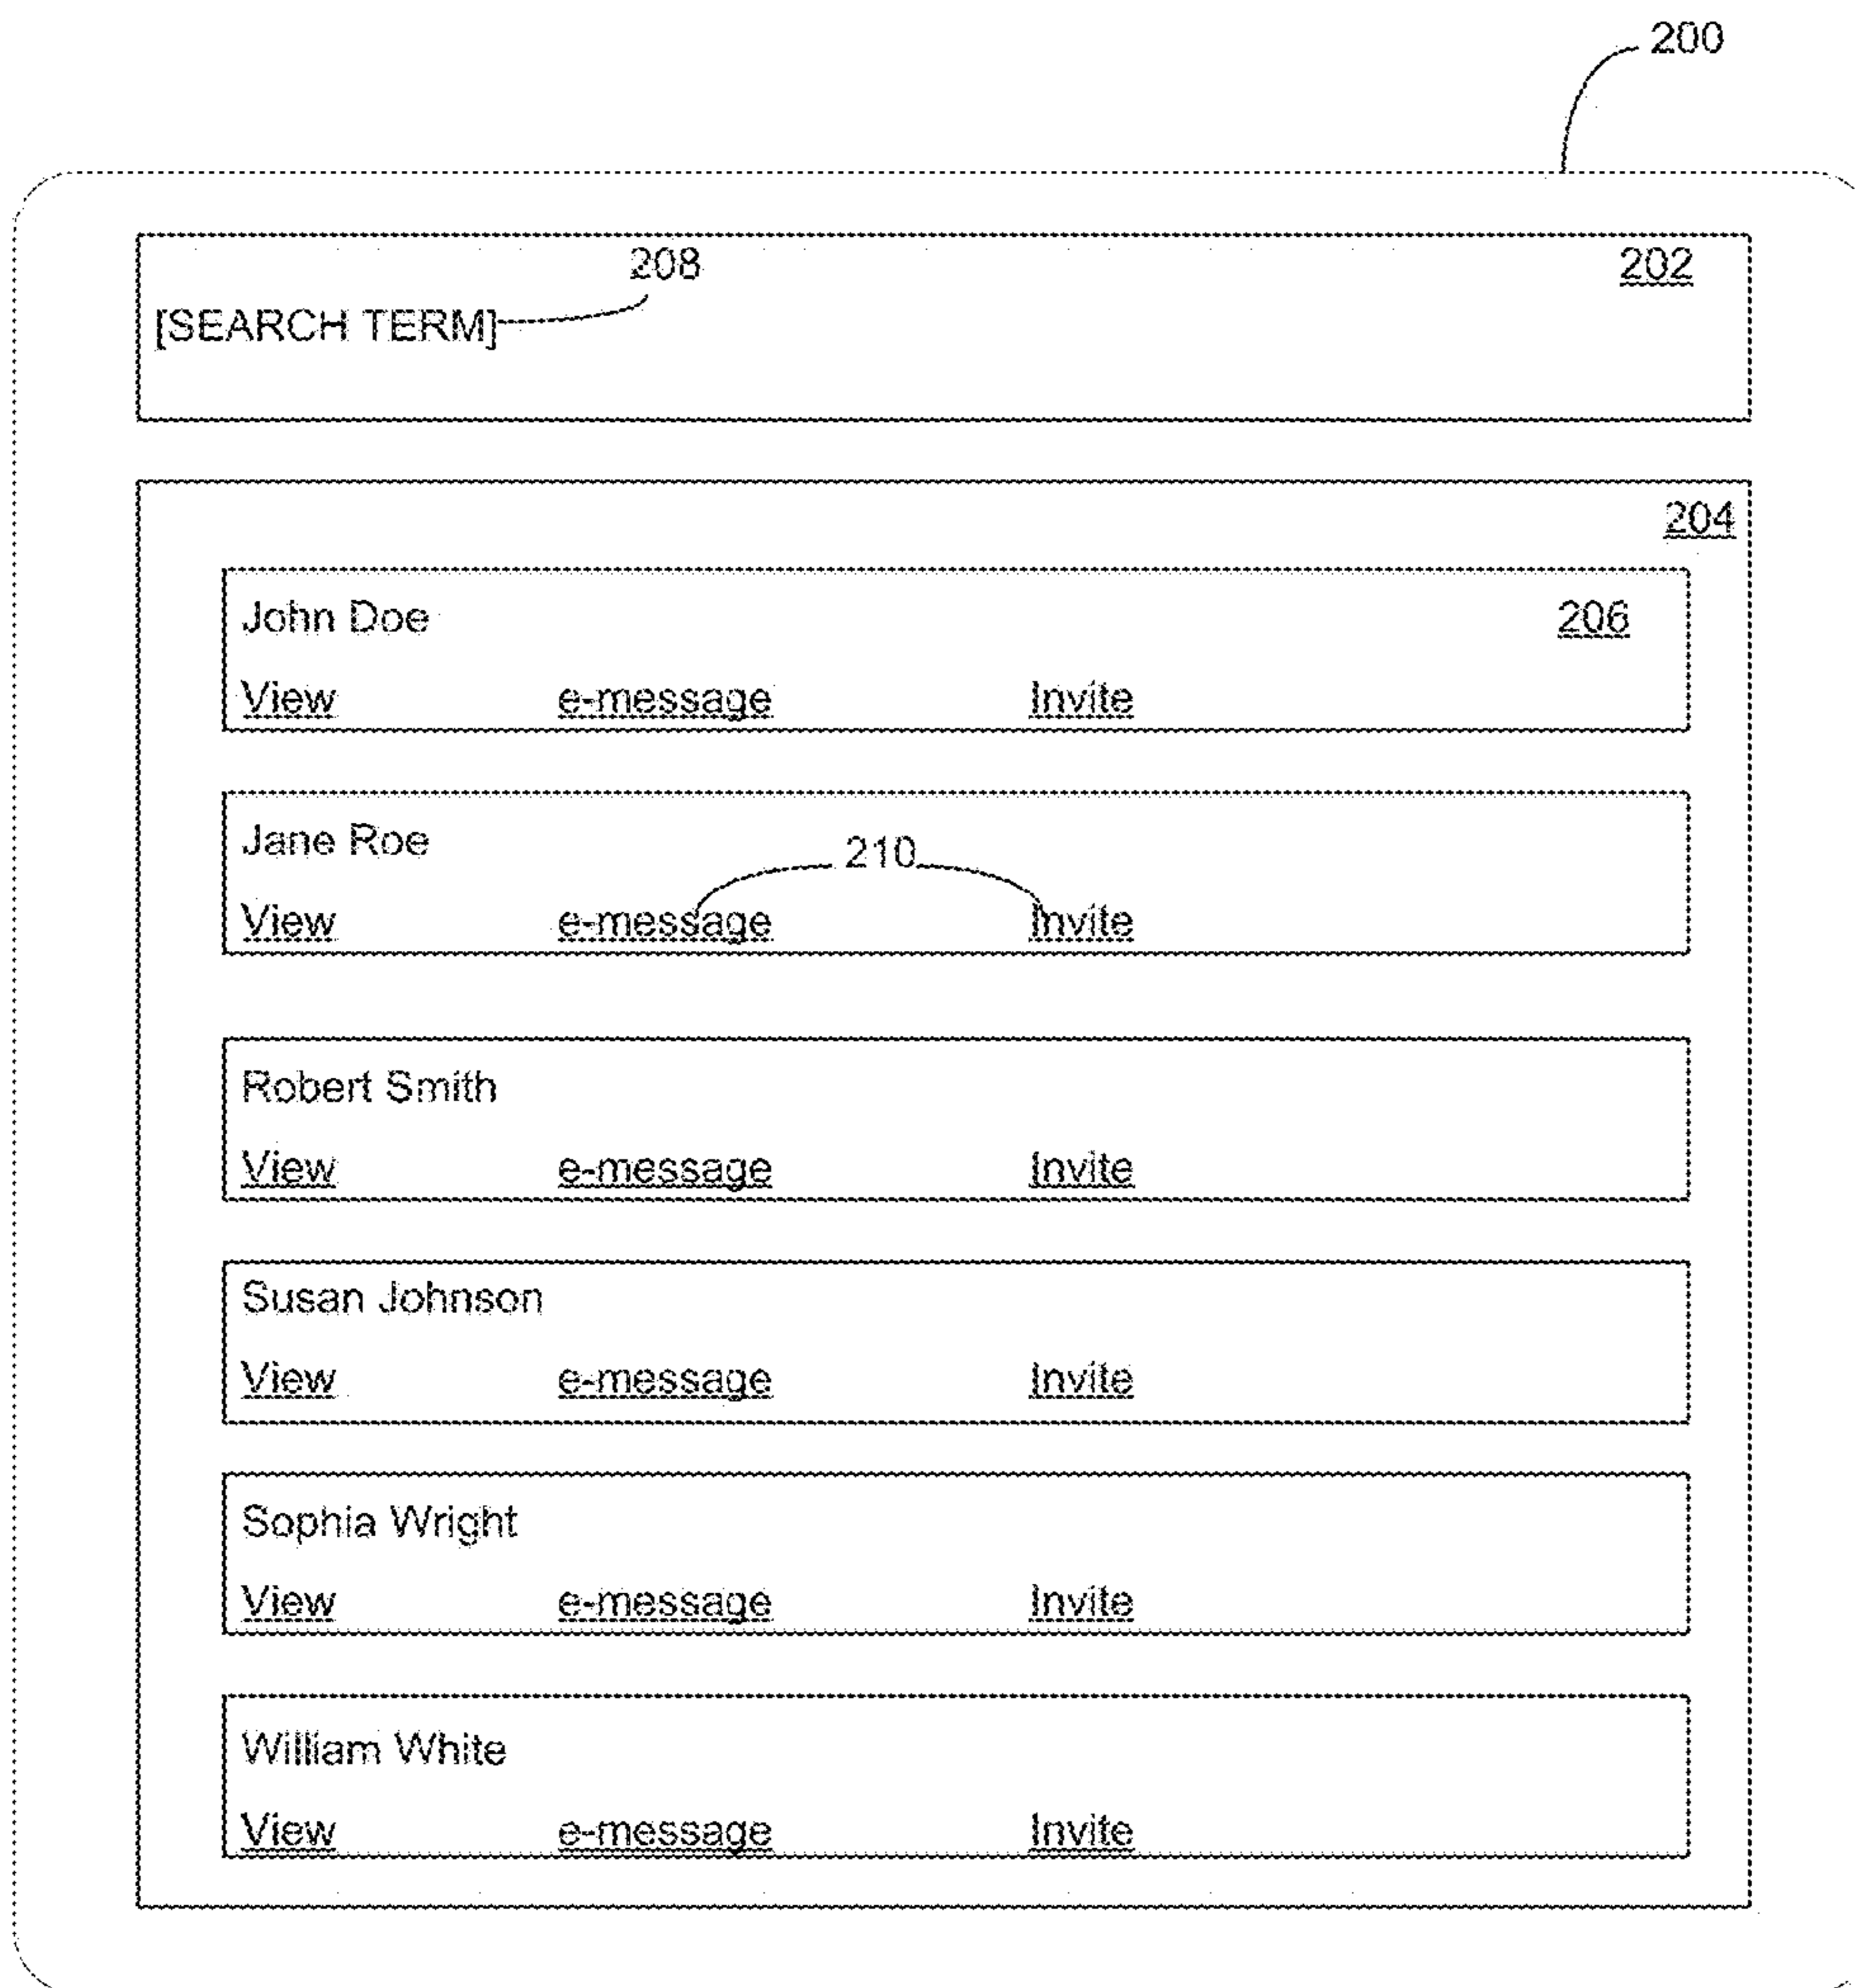 200
208
202
[SEARCH TERM]
204
John Doe
206
View e-message Invite
Jane Roe
210
View e-message Invite
Robert Smith
View e-message Invite
Susan Johnson
View e-message Invite
Sophia Wright
View e-message Invite
William White
View e-message Invite